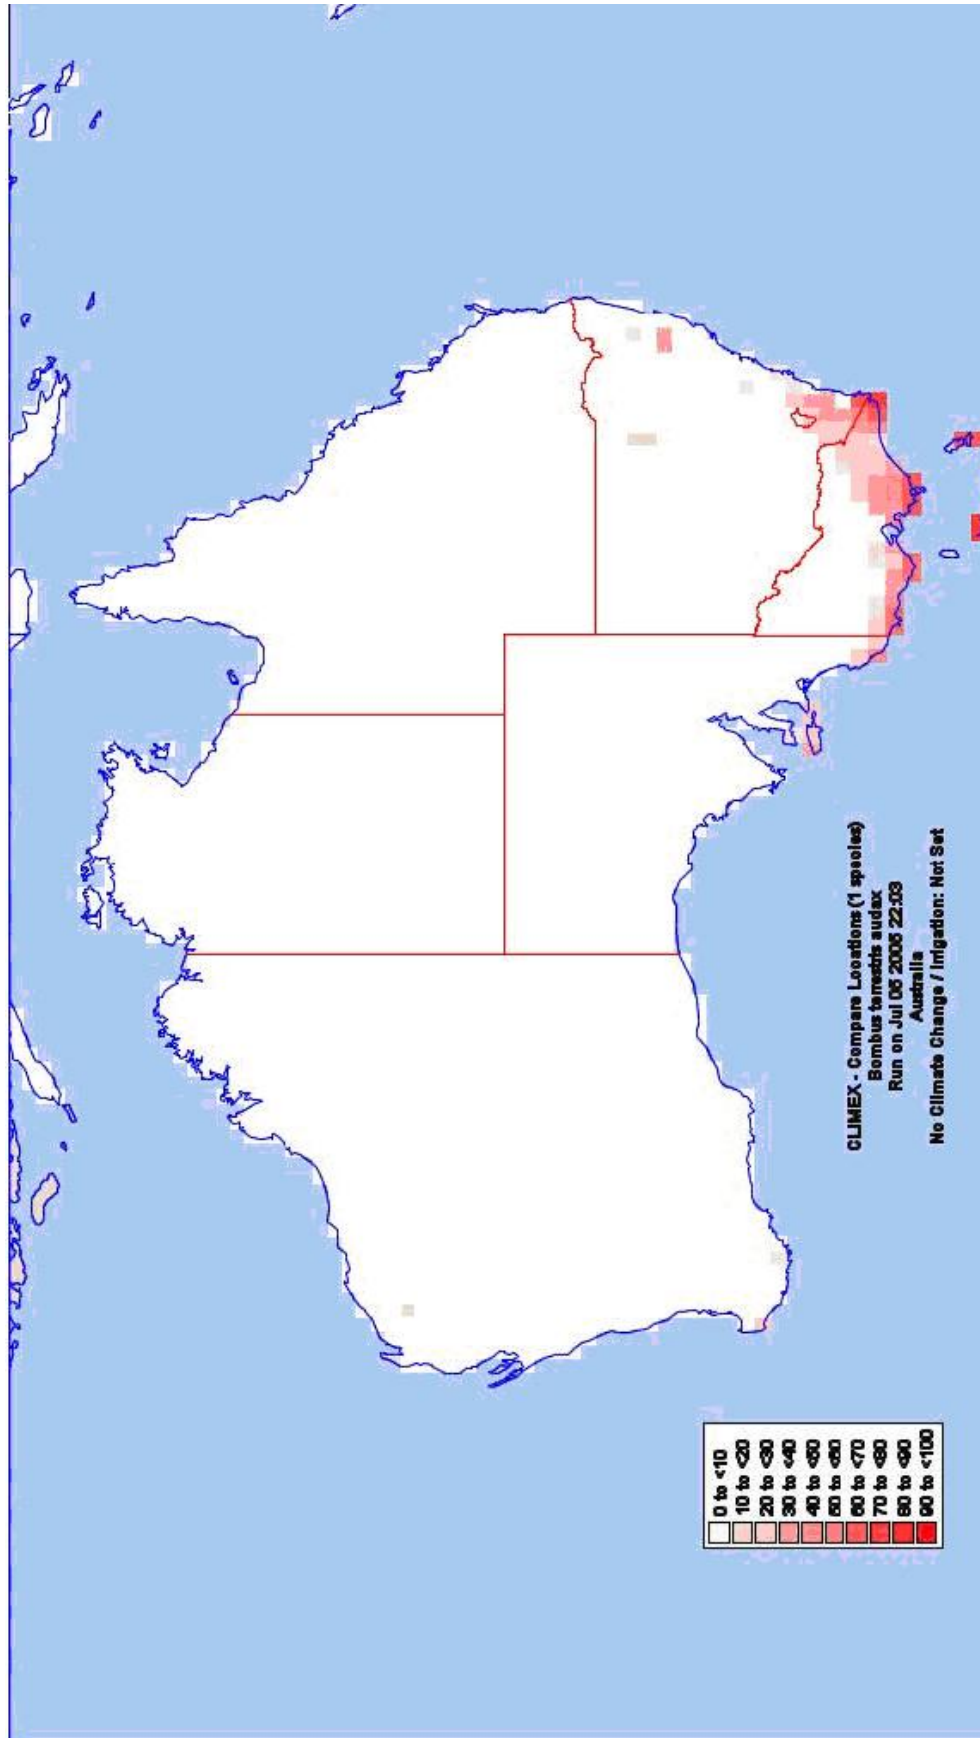 CLIMEX - Compare Locations (1 species)
Bombus terrestris audax
Run on Jul 05 2005 22:03
Australia
No Climate Change / Irrigation: Not Set
0 to <10
10 to <20
20 to <30
30 to <40
40 to <50
50 to <60
60 to <70
70 to <80
80 to <90
90 to <100